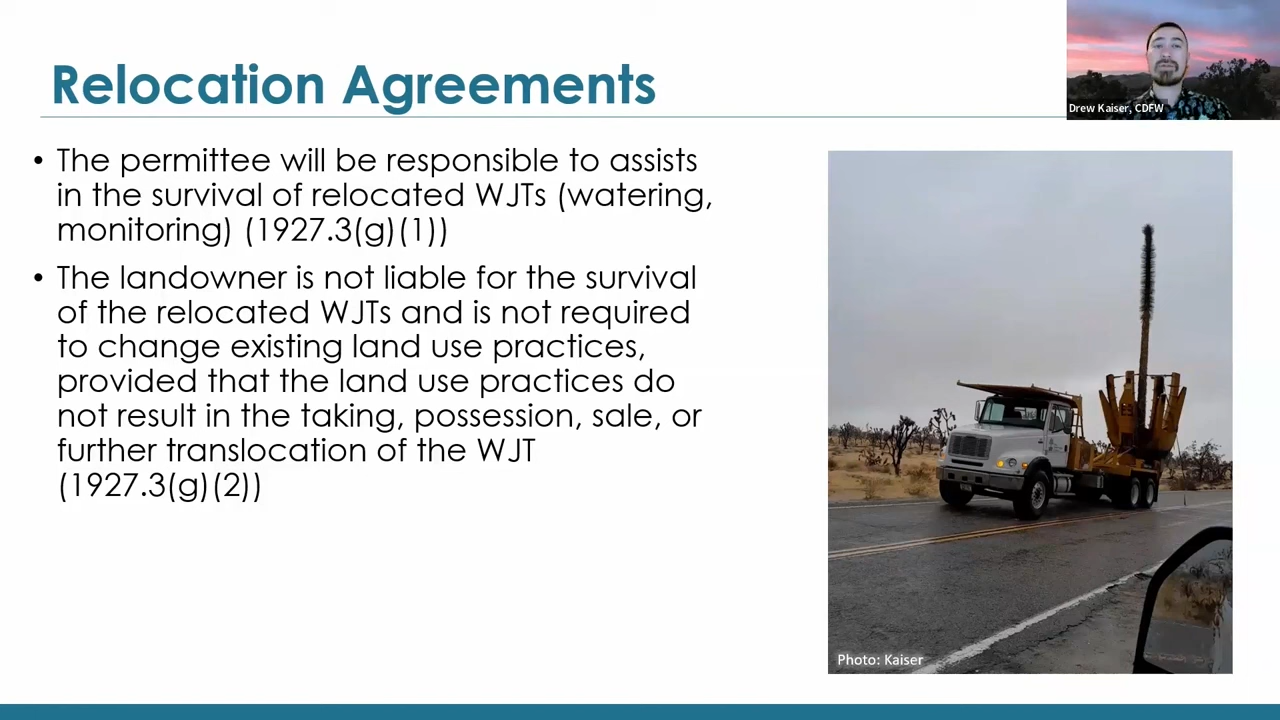 Relocation Agreements
Drew Kaiser, CDFW
• The permittee will be responsible to assists
in the survival of relocated WJTs (watering,
monitoring) (1927.3(g)(1))
• The landowner is not liable for the survival
of the relocated WJTs and is not required
to change existing land use practices,
provided that the land use practices do
not result in the taking, possession, sale, or
further translocation of the WJT
(1927.3(g)(2))
Photo: Kaiser